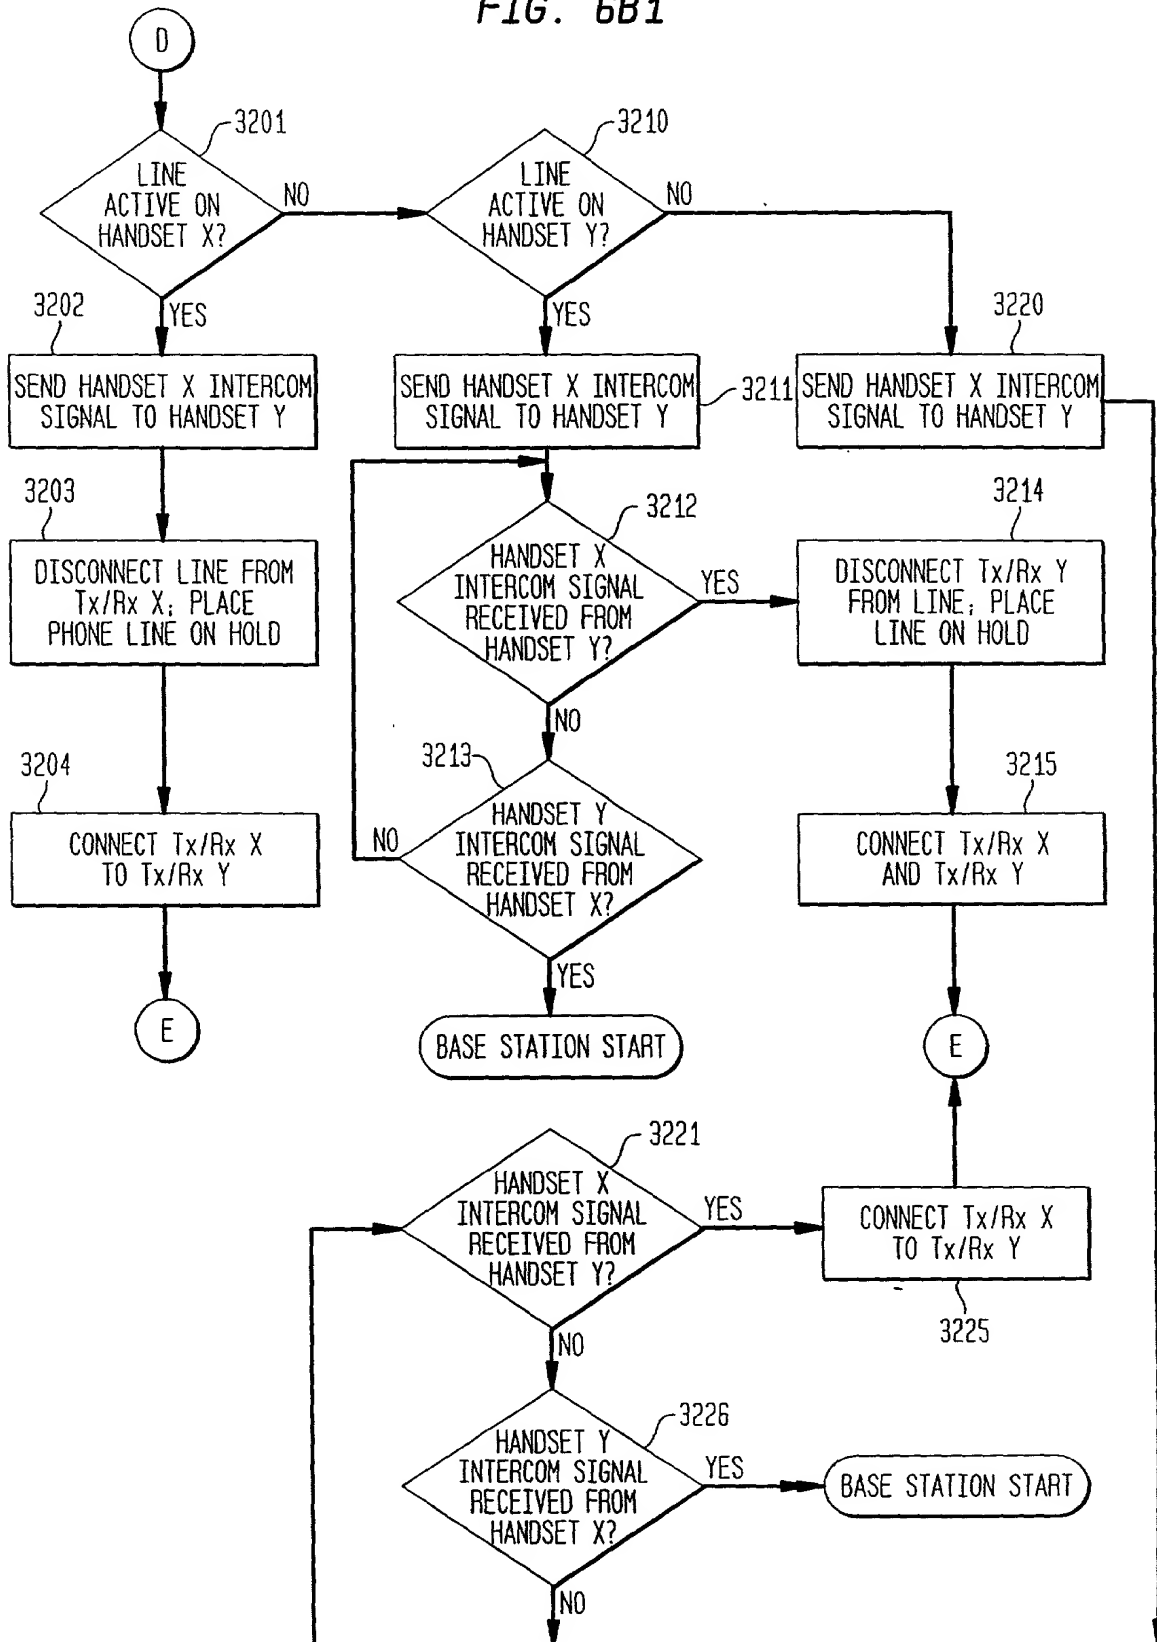 FIG. 6B1
D
3201
LINE
ACTIVE ON
HANDSET X?
NO
YES
3210
LINE
ACTIVE ON
HANDSET Y?
NO
YES
3202
SEND HANDSET X INTERCOM
SIGNAL TO HANDSET Y
SEND HANDSET X INTERCOM
SIGNAL TO HANDSET Y
3211
3220
SEND HANDSET X INTERCOM
SIGNAL TO HANDSET Y
3203
DISCONNECT LINE FROM
Tx/Rx X; PLACE
PHONE LINE ON HOLD
3212
HANDSET X
INTERCOM SIGNAL
RECEIVED FROM
HANDSET Y?
YES
NO
3214
DISCONNECT Tx/Rx Y
FROM LINE; PLACE
LINE ON HOLD
3204
CONNECT Tx/Rx X
TO Tx/Rx Y
E
3213
HANDSET Y
INTERCOM SIGNAL
RECEIVED FROM
HANDSET X?
NO
YES
BASE STATION START
3215
CONNECT Tx/Rx X
AND Tx/Rx Y
E
3221
HANDSET X
INTERCOM SIGNAL
RECEIVED FROM
HANDSET Y?
YES
NO
CONNECT Tx/Rx X
TO Tx/Rx Y
3225
3226
HANDSET Y
INTERCOM SIGNAL
RECEIVED FROM
HANDSET X?
YES
NO
BASE STATION START